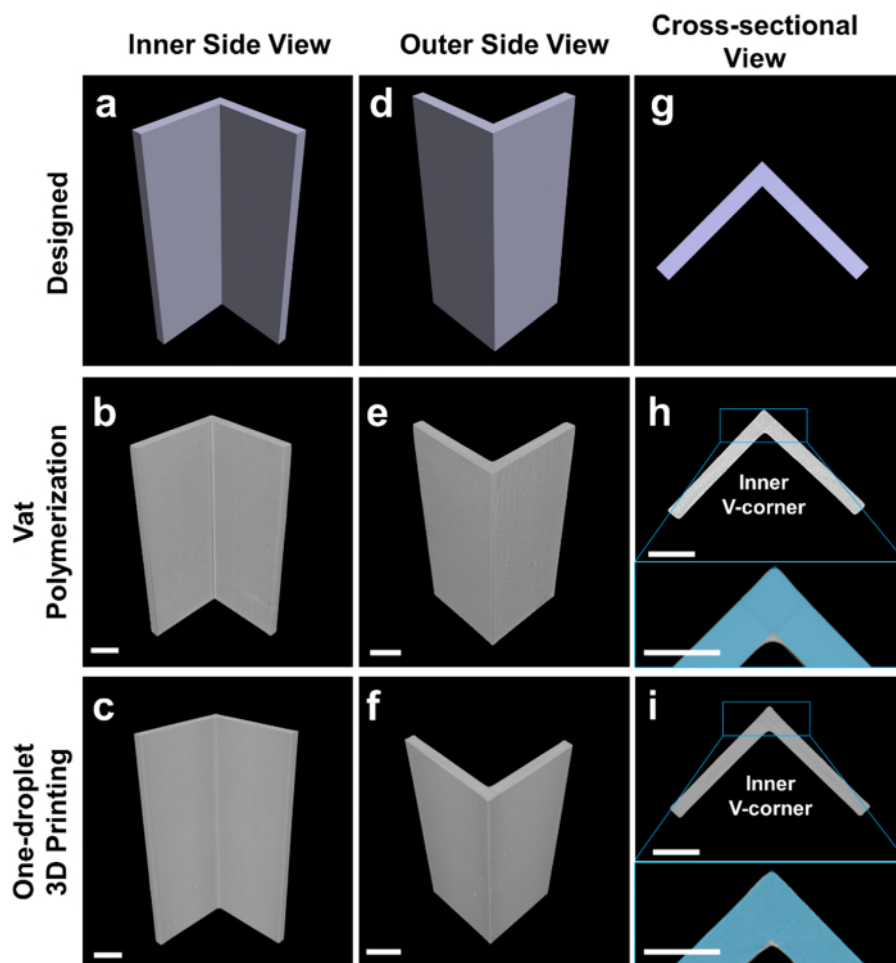 Inner Side View
Outer Side View
Cross-sectional
View
Designed
a
d
g
Vat
Polymerization
b
e
h
Inner
V-corner
One-droplet
3D Printing
c
f
i
Inner
V-corner